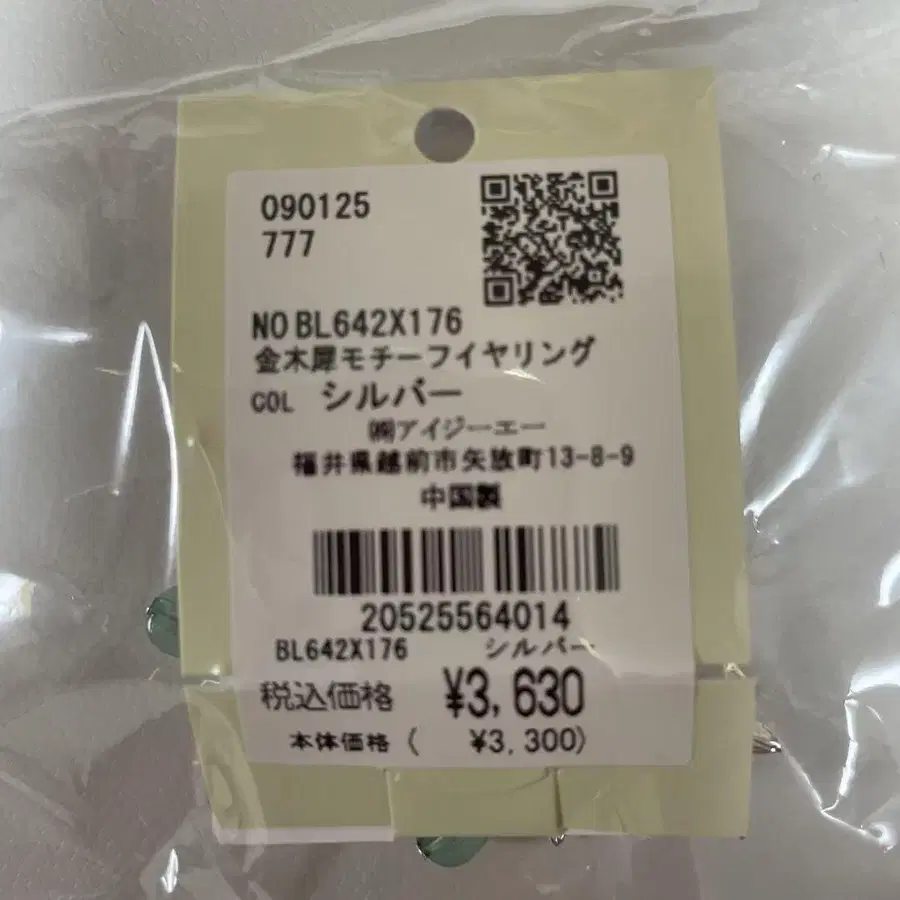 090125
777
NO BL642X176
金木犀モチーフイヤリング
COL シルバー
㈱アイジーエー
福井県越前市矢放町13-8-9
中国製
20525564014
BL642X176 シルバー
税込価格 ¥3,630
本体価格 ( ¥3,300)